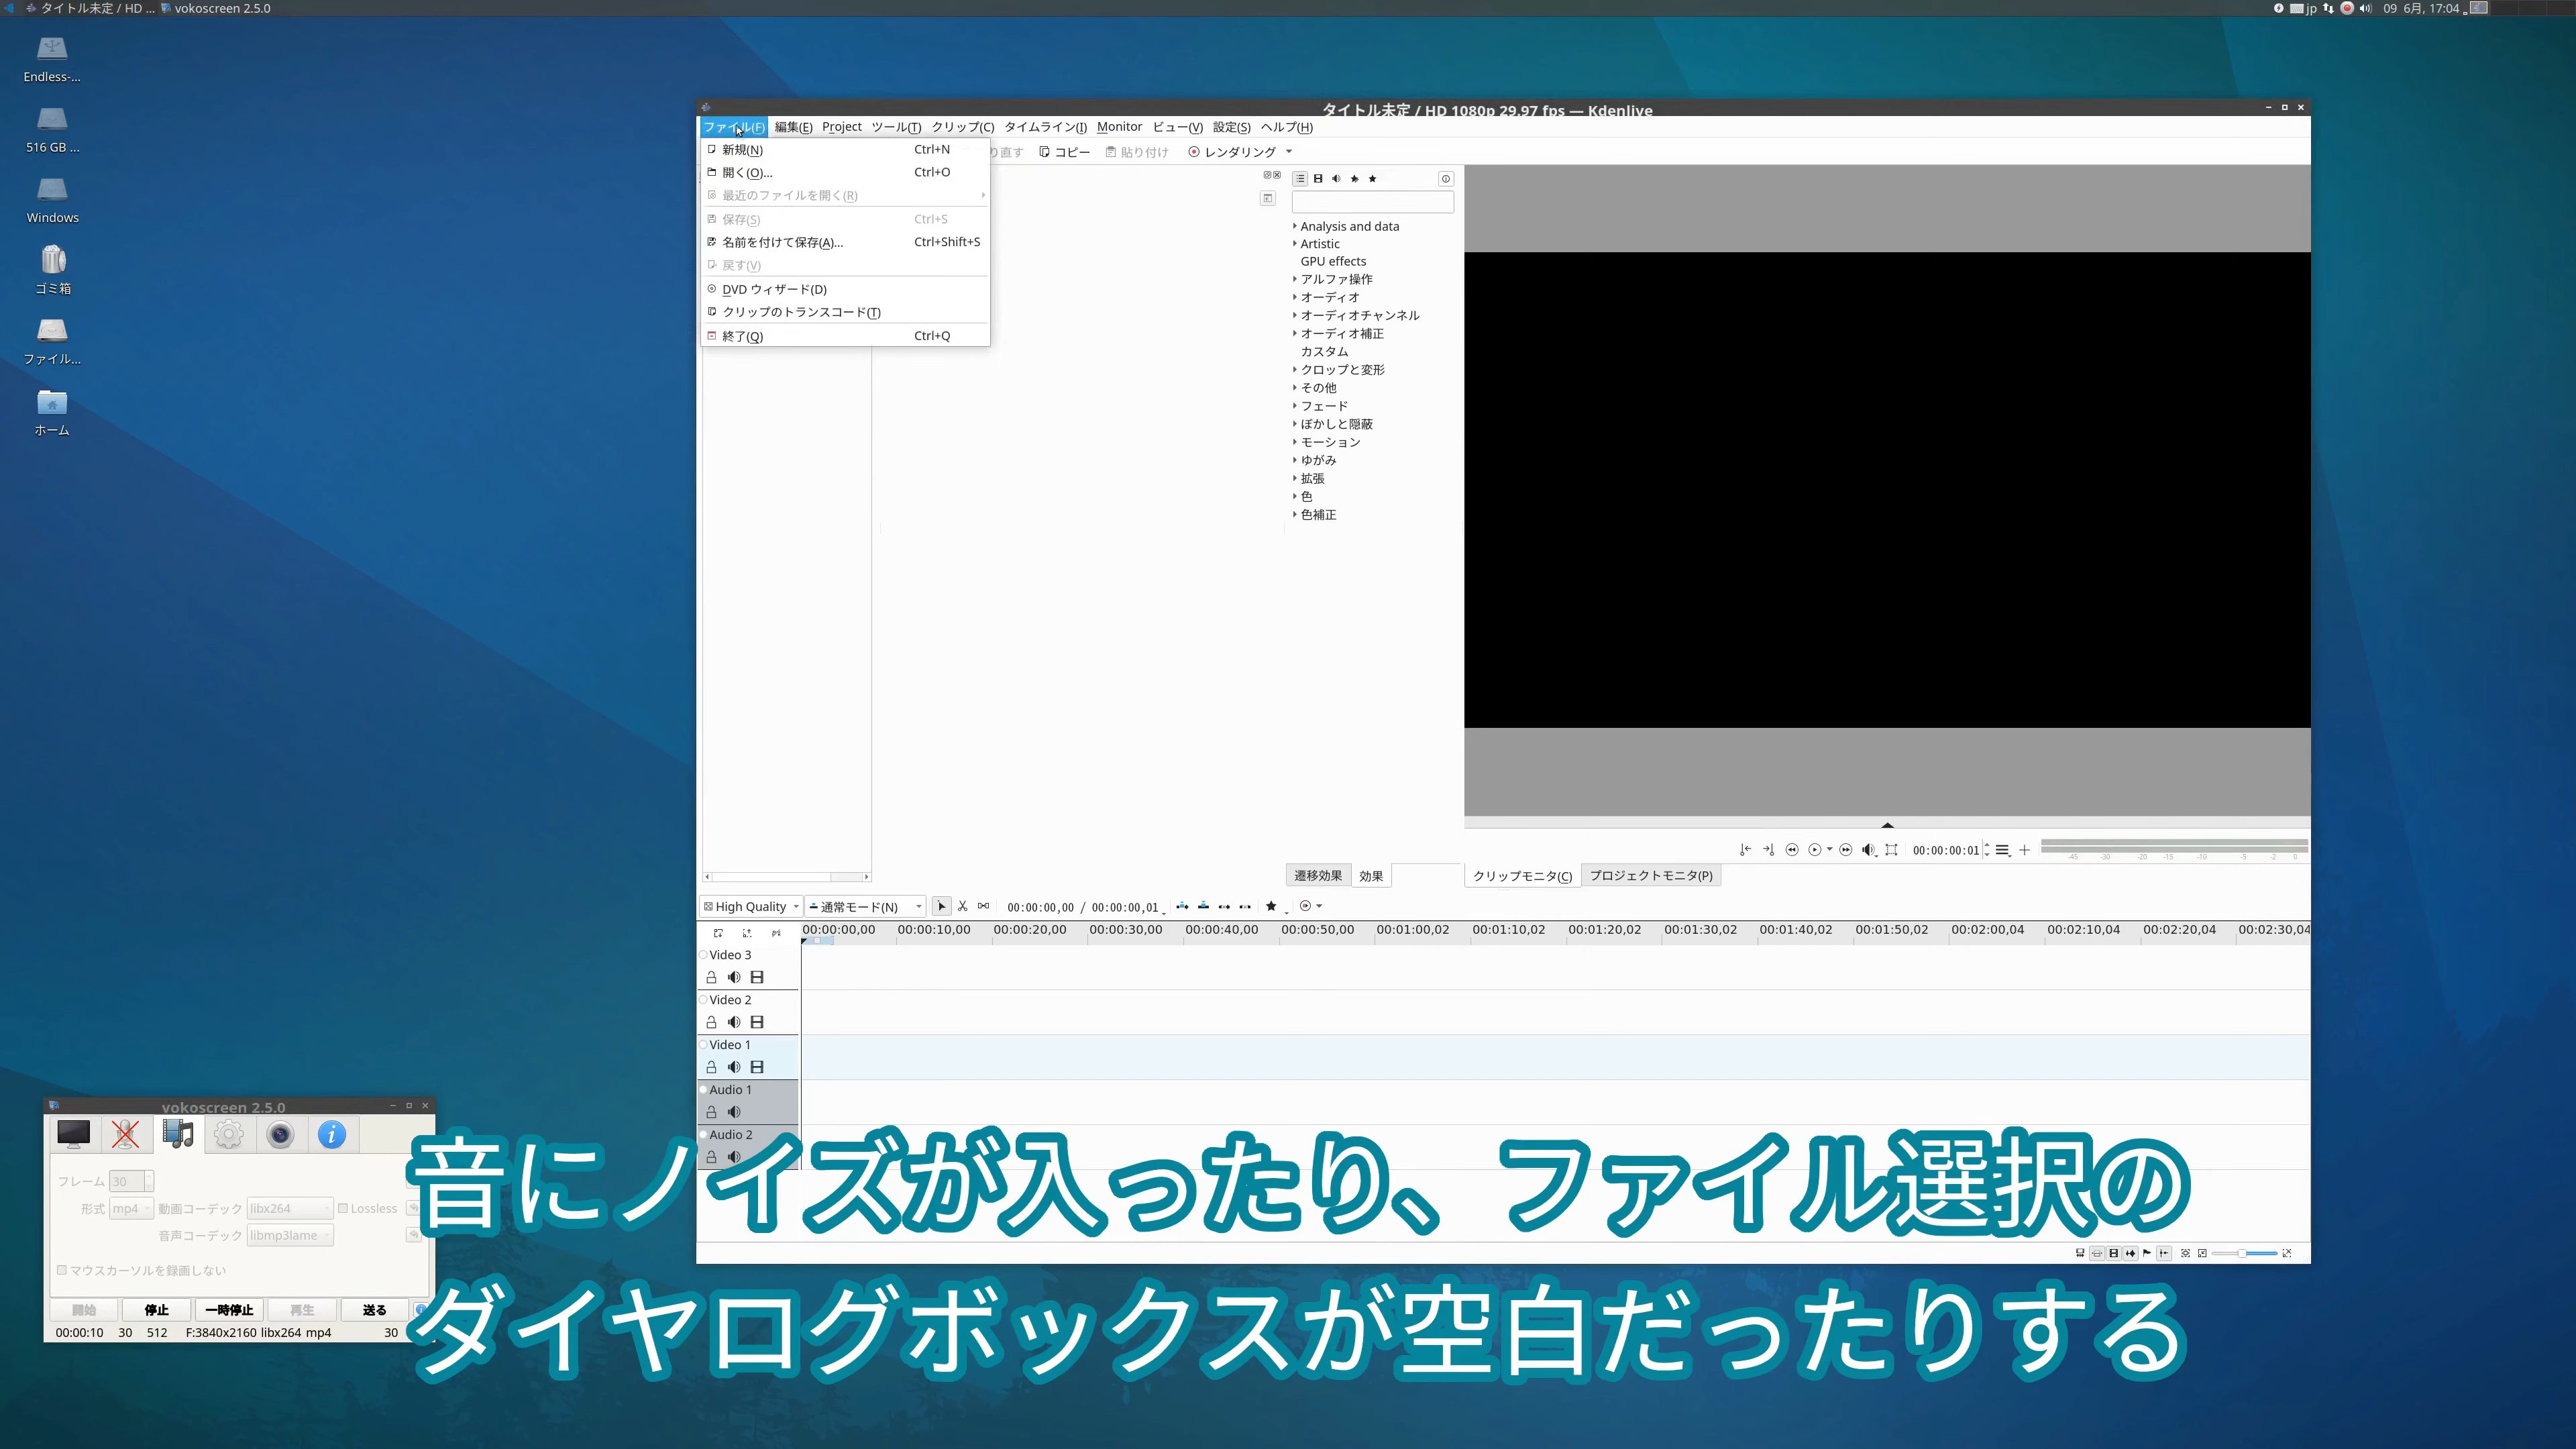 タイトル未定 / HD ...
vokoscreen 2.5.0
jp
09 6月, 17:04
Endless-...
516 GB ...
Windows
ゴミ箱
ファイル...
ホーム
タイトル未定 / HD 1080p 29.97 fps — Kdenlive
ファイル(F) 編集(E) Project ツール(T) クリップ(C) タイムライン(I) Monitor ビュー(V) 設定(S) ヘルプ(H)
り直す コピー 貼り付け レンダリング
新規(N) Ctrl+N
開く(O)... Ctrl+O
最近のファイルを開く(R)
保存(S) Ctrl+S
名前を付けて保存(A)... Ctrl+Shift+S
戻す(V)
DVD ウィザード(D)
クリップのトランスコード(T)
終了(Q) Ctrl+Q
Analysis and data
Artistic
GPU effects
アルファ操作
オーディオ
オーディオチャンネル
オーディオ補正
カスタム
クロップと変形
その他
フェード
ぼかしと隠蔽
モーション
ゆがみ
拡張
色
色補正
00:00:00:01
-45 -30 -20 -15 -10 -5 -2 0
遷移効果 効果 クリップモニタ(C) プロジェクトモニタ(P)
High Quality 通常モード(N) 00:00:00,00 / 00:00:00,01
00:00:00,00 00:00:10,00 00:00:20,00 00:00:30,00 00:00:40,00 00:00:50,00 00:01:00,02 00:01:10,02 00:01:20,02 00:01:30,02 00:01:40,02 00:01:50,02 00:02:00,04 00:02:10,04 00:02:20,04 00:02:30,04
Video 3
Video 2
Video 1
Audio 1
Audio 2
vokoscreen 2.5.0
フレーム 30
形式 mp4 動画コーデック libx264 Lossless
音声コーデック libmp3lame
マウスカーソルを録画しない
開始 停止 一時停止 再生 送る
00:00:10 30 512 F:3840x2160 libx264 mp4 30
音にノイズが入ったり、ファイル選択の
ダイヤログボックスが空白だったりする